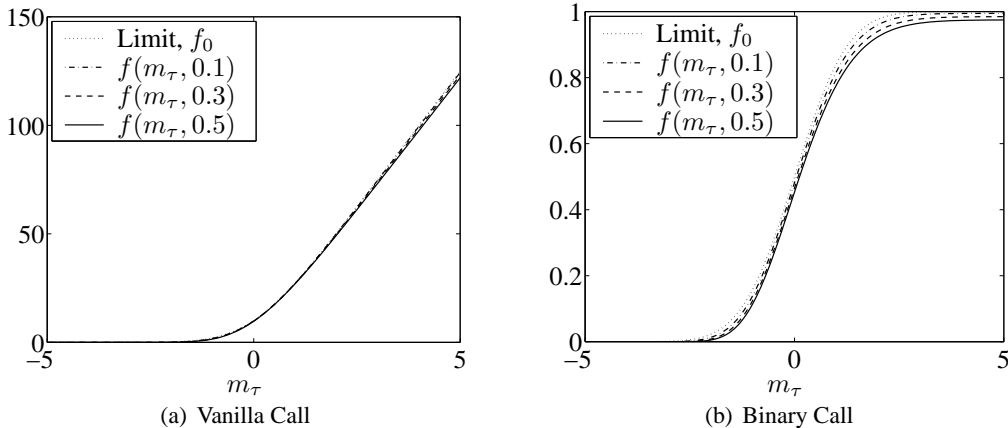 150
100
50
0
−5
0
5
Limit, f₀
f(m_τ, 0.1)
f(m_τ, 0.3)
f(m_τ, 0.5)
m_τ
(a) Vanilla Call
1
0.8
0.6
0.4
0.2
0
−5
0
5
Limit, f₀
f(m_τ, 0.1)
f(m_τ, 0.3)
f(m_τ, 0.5)
m_τ
(b) Binary Call